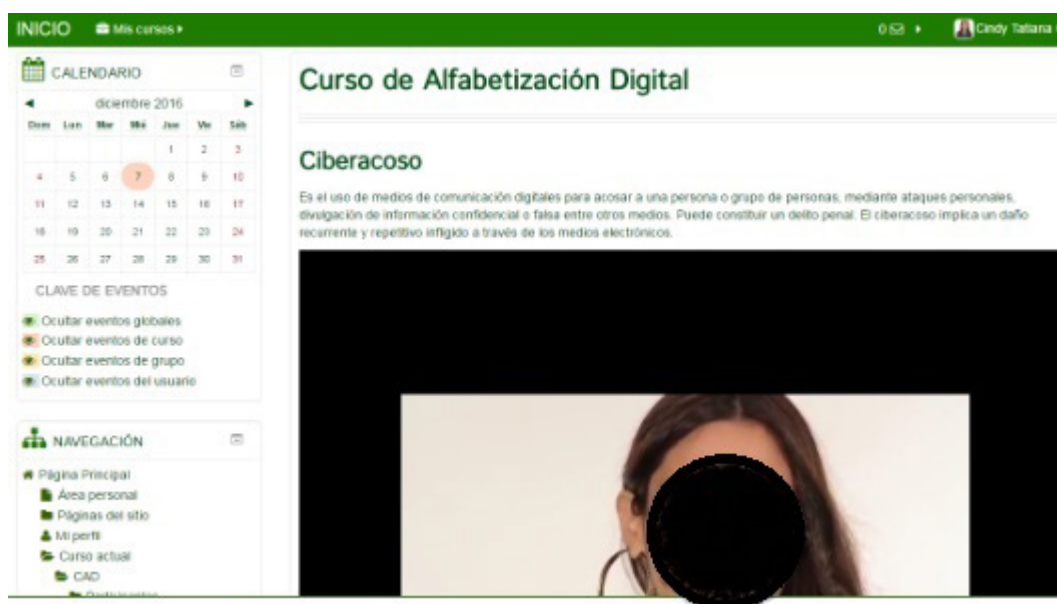 INICIO
Mis cursos
0
Cindy Tatiana
CALENDARIO
diciembre 2016
Dom Lun Mar Mié Jue Vie Sáb
1 2 3
4 5 6 7 8 9 10
11 12 13 14 15 16 17
18 19 20 21 22 23 24
25 26 27 28 29 30 31
CLAVE DE EVENTOS
Ocultar eventos globales
Ocultar eventos de curso
Ocultar eventos de grupo
Ocultar eventos del usuario
NAVEGACIÓN
Página Principal
Área personal
Páginas del sitio
Mi perfil
Curso actual
CAD
Curso de Alfabetización Digital
Ciberacoso
Es el uso de medios de comunicación digitales para acosar a una persona o grupo de personas, mediante ataques personales,
divulgación de información confidencial o falsa entre otros medios. Puede constituir un delito penal. El ciberacoso implica un daño
recurrente y repetitivo infligido a través de los medios electrónicos.